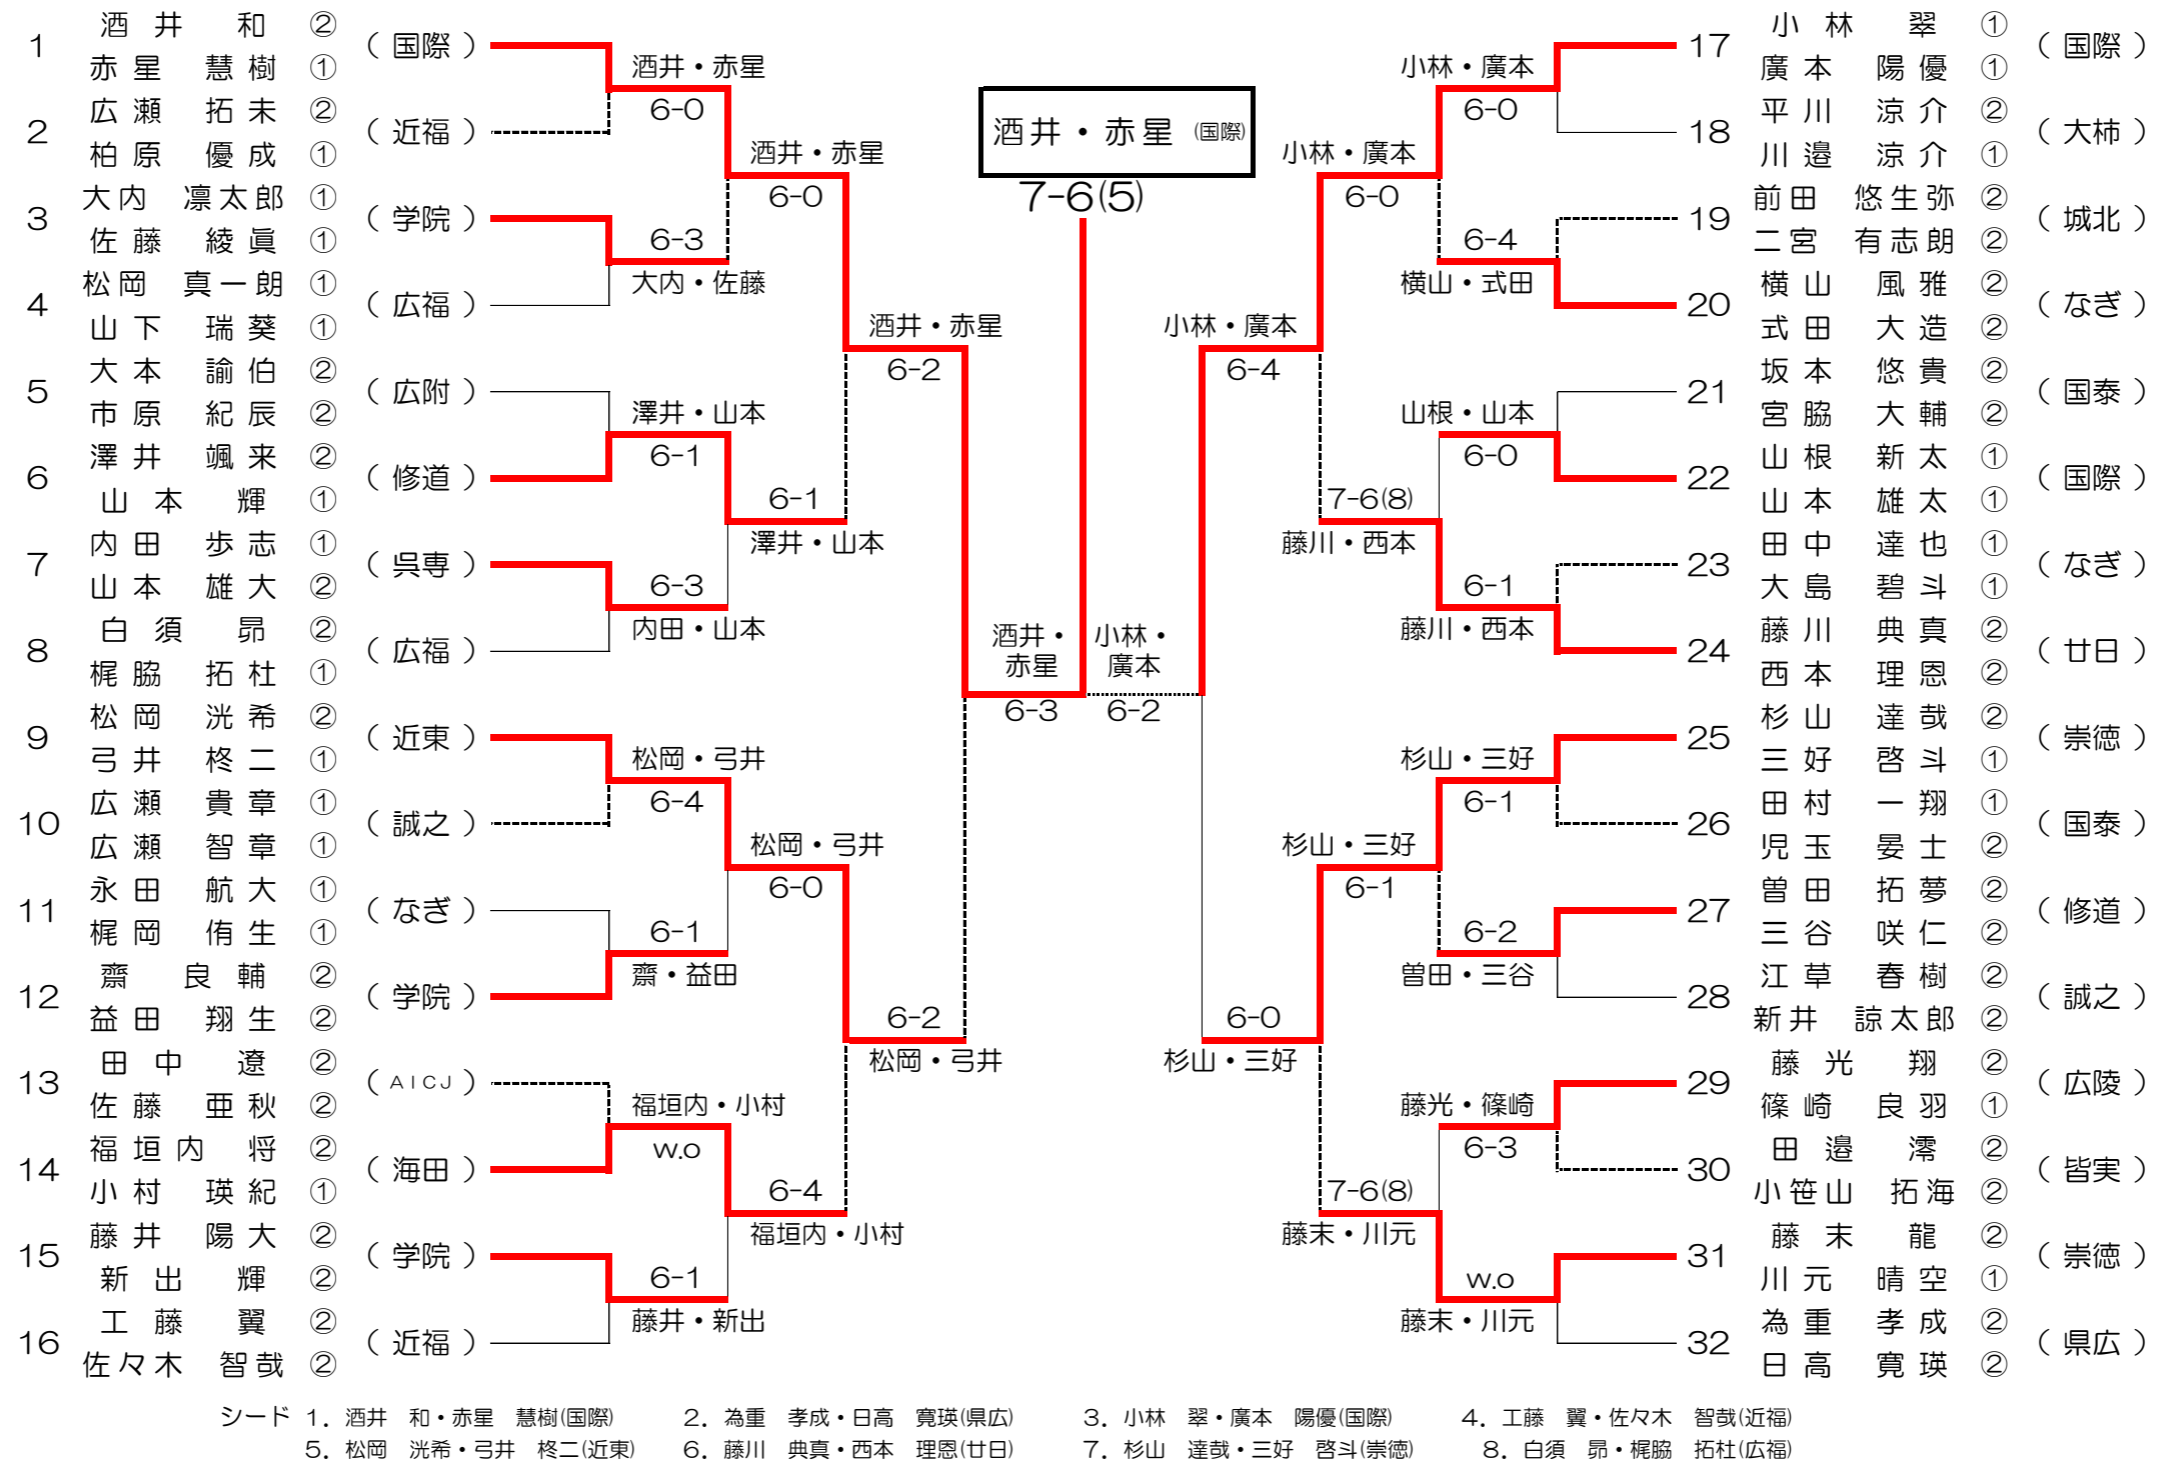 1 酒井 和 ② 赤星 慧樹 ① （国際）
2 広瀬 拓未 ② 柏原 優成 ① （近福）
3 大内 凛太郎 ① 佐藤 綾眞 ① （学院）
4 松岡 真一朗 ① 山下 瑞葵 ① （広福）
5 大本 諭伯 ② 市原 紀辰 ② （広附）
6 澤井 颯来 ② 山本 輝 ① （修道）
7 内田 歩志 ① 山本 雄大 ② （呉専）
8 白須 昴 ② 梶脇 拓杜 ① （広福）
9 松岡 洸希 ② 弓井 柊二 ① （近東）
10 広瀬 貴章 ① 広瀬 智章 ① （誠之）
11 永田 航大 ① 梶岡 侑生 ① （なぎ）
12 齋 良輔 ② 益田 翔生 ② （学院）
13 田中 遼 ② 佐藤 亜秋 ② （AICJ）
14 福垣内 将 ② 小村 瑛紀 ① （海田）
15 藤井 陽大 ② 新出 輝 ② （学院）
16 工藤 翼 ② 佐々木 智哉 ② （近福）
酒井・赤星
6-0
6-3
大内・佐藤
澤井・山本
6-1
6-3
内田・山本
松岡・弓井
6-4
6-1
齋・益田
福垣内・小村
w.o
6-1
藤井・新出
酒井・赤星
6-0
6-1
澤井・山本
松岡・弓井
6-0
6-4
福垣内・小村
酒井・赤星
6-2
6-2
松岡・弓井
酒井・赤星 (国際)
7-6(5)
酒井・
赤星
6-3
小林・
廣本
6-2
小林・廣本
6-4
6-0
杉山・三好
小林・廣本
6-0
7-6(8)
藤川・西本
杉山・三好
6-1
7-6(8)
藤末・川元
小林・廣本
6-0
6-4
横山・式田
山根・山本
6-0
6-1
藤川・西本
杉山・三好
6-1
6-2
曽田・三谷
藤光・篠崎
6-3
w.o
藤末・川元
17 小林 翠 ① 廣本 陽優 ① （国際）
18 平川 涼介 ② 川邉 涼介 ① （大柿）
19 前田 悠生弥 ② 二宮 有志朗 ② （城北）
20 横山 風雅 ② 式田 大造 ② （なぎ）
21 坂本 悠貴 ② 宮脇 大輔 ② （国泰）
22 山根 新太 ① 山本 雄太 ① （国際）
23 田中 達也 ① 大島 碧斗 ① （なぎ）
24 藤川 典真 ② 西本 理恩 ② （廿日）
25 杉山 達哉 ② 三好 啓斗 ① （崇徳）
26 田村 一翔 ① 児玉 晏士 ② （国泰）
27 曽田 拓夢 ② 三谷 咲仁 ② （修道）
28 江草 春樹 ② 新井 諒太郎 ② （誠之）
29 藤光 翔 ② 篠崎 良羽 ① （広陵）
30 田邉 澪 ② 小笹山 拓海 ② （皆実）
31 藤末 龍 ② 川元 晴空 ① （崇徳）
32 為重 孝成 ② 日高 寛瑛 ② （県広）
シード 1. 酒井 和・赤星 慧樹(国際) 2. 為重 孝成・日高 寛瑛(県広) 3. 小林 翠・廣本 陽優(国際) 4. 工藤 翼・佐々木 智哉(近福)
5. 松岡 洸希・弓井 柊二(近東) 6. 藤川 典真・西本 理恩(廿日) 7. 杉山 達哉・三好 啓斗(崇徳) 8. 白須 昴・梶脇 拓杜(広福)